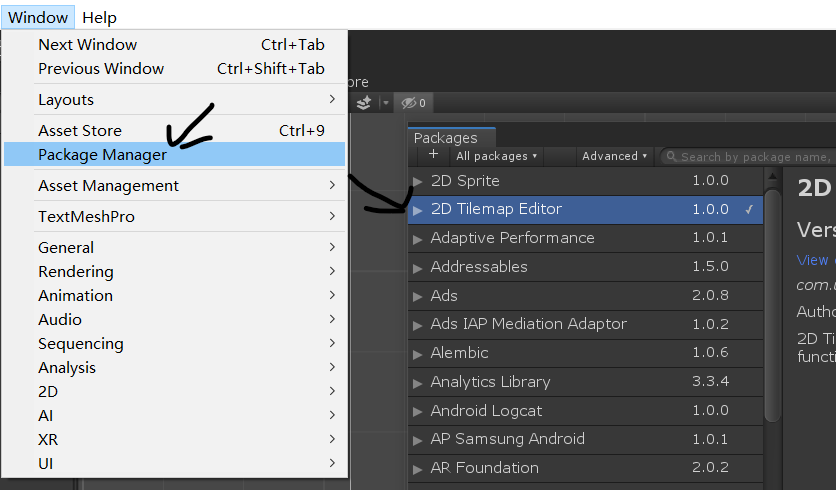 Window Help
Next Window Ctrl+Tab
Previous Window Ctrl+Shift+Tab
Layouts
ore
0
Asset Store Ctrl+9
Package Manager
Asset Management
TextMeshPro
General
Rendering
Animation
Audio
Sequencing
Analysis
2D
AI
XR
UI
Packages
+ All packages Advanced Search by package name,
2D Sprite 1.0.0
2D Tilemap Editor 1.0.0 ✓
Adaptive Performance 1.0.1
Addressables 1.5.0
Ads 2.0.8
Ads IAP Mediation Adaptor 1.0.2
Alembic 1.0.6
Analytics Library 3.3.4
Android Logcat 1.0.0
AP Samsung Android 1.0.1
AR Foundation 2.0.2
2D
Vers
View
com.u
Autho
2D Ti
functi